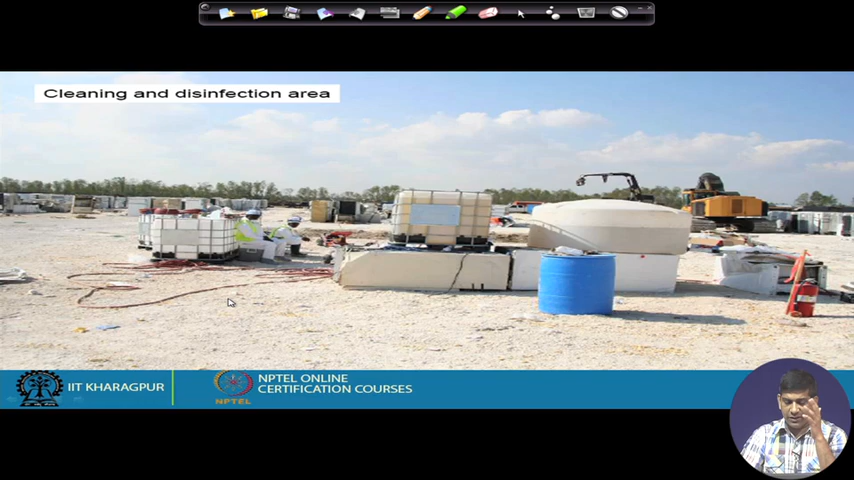 Cleaning and disinfection area
IIT KHARAGPUR
NPTEL
NPTEL ONLINE
CERTIFICATION COURSES